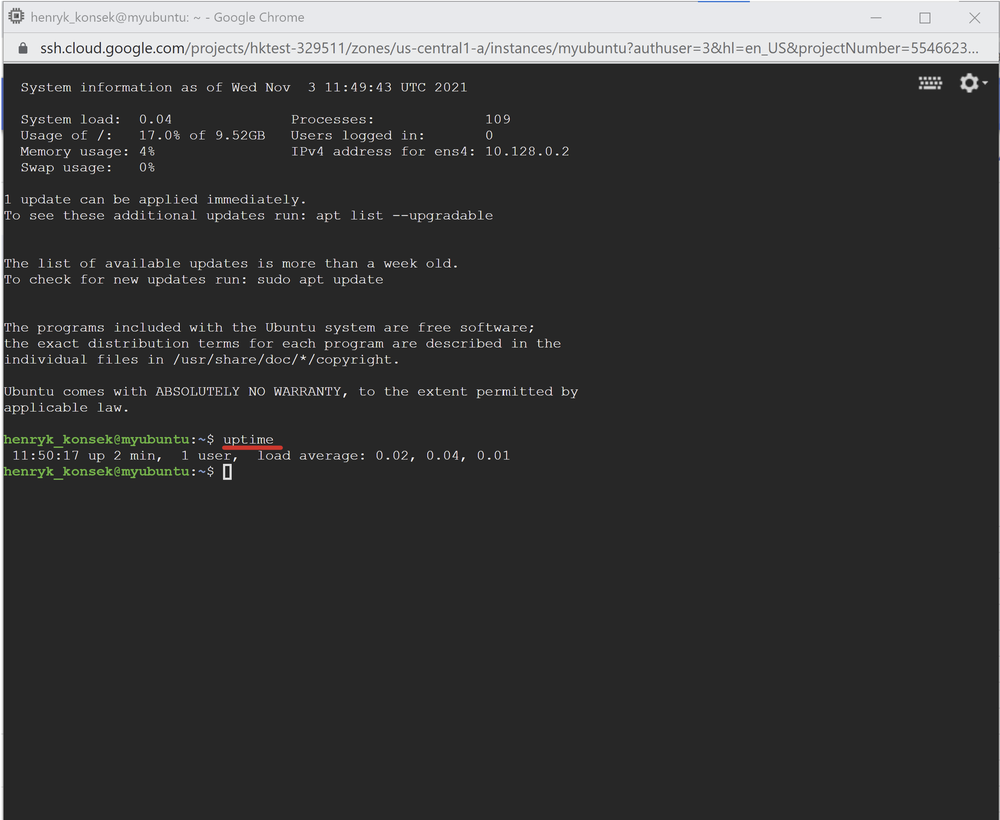 henryk_konsek@myubuntu: ~ - Google Chrome
ssh.cloud.google.com/projects/hktest-329511/zones/us-central1-a/instances/myubuntu?authuser=3&hl=en_US&projectNumber=5546623...
System information as of Wed Nov  3 11:49:43 UTC 2021
System load:  0.04              Processes:             109
Usage of /:   17.0% of 9.52GB   Users logged in:       0
Memory usage: 4%                IPv4 address for ens4: 10.128.0.2
Swap usage:   0%
1 update can be applied immediately.
To see these additional updates run: apt list --upgradable
The list of available updates is more than a week old.
To check for new updates run: sudo apt update
The programs included with the Ubuntu system are free software;
the exact distribution terms for each program are described in the
individual files in /usr/share/doc/*/copyright.
Ubuntu comes with ABSOLUTELY NO WARRANTY, to the extent permitted by
applicable law.
henryk_konsek@myubuntu:~$ uptime
 11:50:17 up 2 min,  1 user,  load average: 0.02, 0.04, 0.01
henryk_konsek@myubuntu:~$